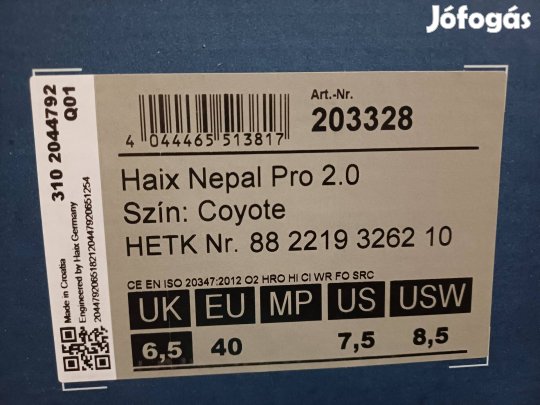 Jófogás
310 2044792
Q01
Made in Croatia
Engineered by Haix Germany
2044792065182120447920651254
Art.-Nr.
203328
4 044465 513817
Haix Nepal Pro 2.0
Szín: Coyote
HETK Nr. 88 2219 3262 10
CE EN ISO 20347:2012 O2 HRO HI CI WR FO SRC
UK EU MP US USW
6,5 40 7,5 8,5